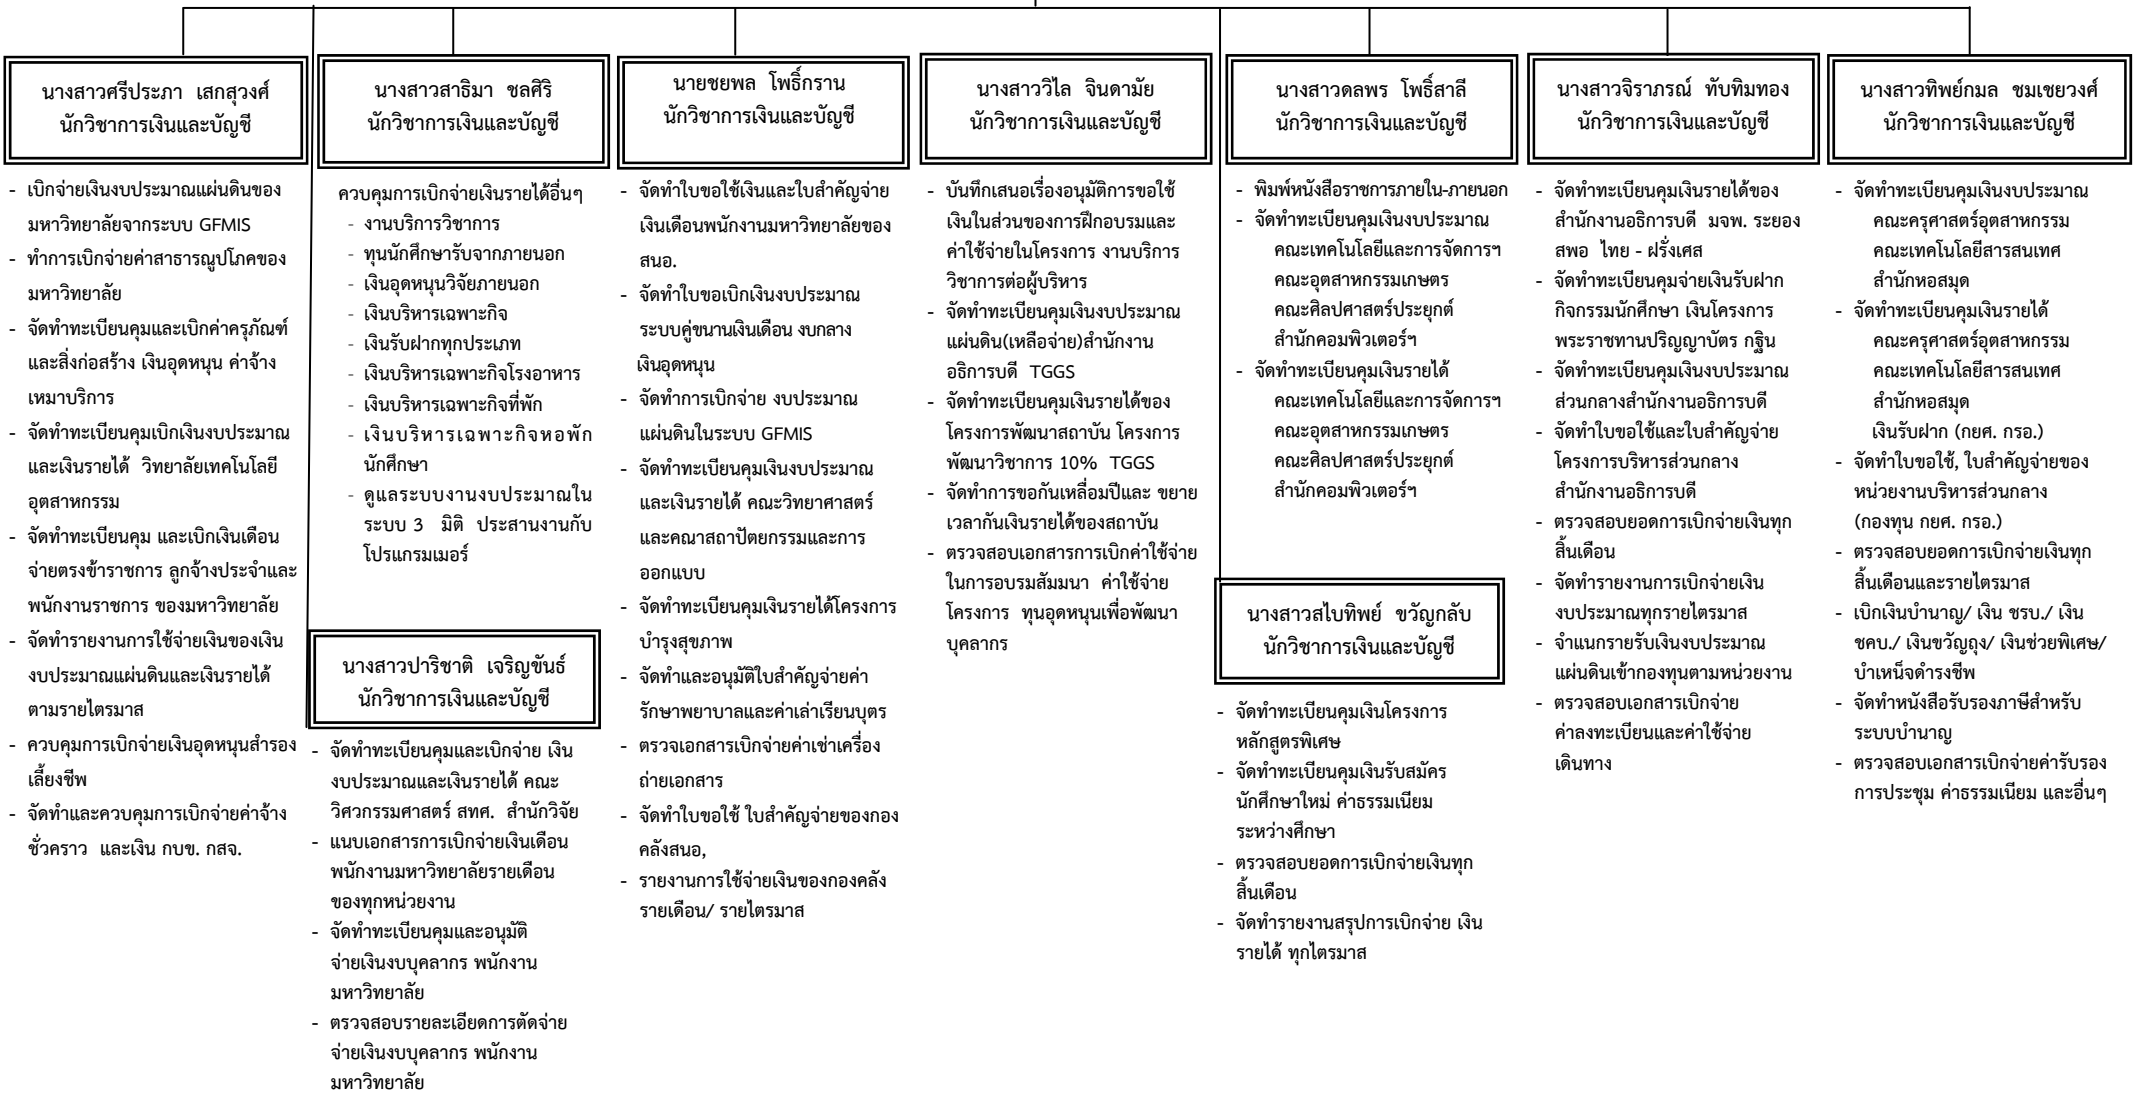 นางสาวศรีประภา เสกสุวงศ์
นักวิชาการเงินและบัญชี
- เบิกจ่ายเงินงบประมาณแผ่นดินของ
มหาวิทยาลัยจากระบบ GFMIS
- ทำการเบิกจ่ายค่าสาธารณูปโภคของ
มหาวิทยาลัย
- จัดทำทะเบียนคุมและเบิกค่าครุภัณฑ์
และสิ่งก่อสร้าง เงินอุดหนุน ค่าจ้าง
เหมาบริการ
- จัดทำทะเบียนคุมเบิกเงินงบประมาณ
และเงินรายได้ วิทยาลัยเทคโนโลยี
อุตสาหกรรม
- จัดทำทะเบียนคุม และเบิกเงินเดือน
จ่ายตรงข้าราชการ ลูกจ้างประจำและ
พนักงานราชการ ของมหาวิทยาลัย
- จัดทำรายงานการใช้จ่ายเงินของเงิน
งบประมาณแผ่นดินและเงินรายได้
ตามรายไตรมาส
- ควบคุมการเบิกจ่ายเงินอุดหนุนสำรอง
เลี้ยงชีพ
- จัดทำและควบคุมการเบิกจ่ายค่าจ้าง
ชั่วคราว และเงิน กบข. กสจ.
นางสาวสาธิมา ชลศิริ
นักวิชาการเงินและบัญชี
ควบคุมการเบิกจ่ายเงินรายได้อื่นๆ
- งานบริการวิชาการ
- ทุนนักศึกษารับจากภายนอก
- เงินอุดหนุนวิจัยภายนอก
- เงินบริหารเฉพาะกิจ
- เงินรับฝากทุกประเภท
- เงินบริหารเฉพาะกิจโรงอาหาร
- เงินบริหารเฉพาะกิจที่พัก
- เงินบริหารเฉพาะกิจหอพัก
นักศึกษา
- ดูแลระบบงานงบประมาณใน
ระบบ 3 มิติ ประสานงานกับ
โปรแกรมเมอร์
นางสาวปาริชาติ เจริญขันธ์
นักวิชาการเงินและบัญชี
- จัดทำทะเบียนคุมและเบิกจ่าย เงิน
งบประมาณและเงินรายได้ คณะ
วิศวกรรมศาสตร์ สทศ. สำนักวิจัย
- แนบเอกสารการเบิกจ่ายเงินเดือน
พนักงานมหาวิทยาลัยรายเดือน
ของทุกหน่วยงาน
- จัดทำทะเบียนคุมและอนุมัติ
จ่ายเงินงบบุคลากร พนักงาน
มหาวิทยาลัย
- ตรวจสอบรายละเอียดการตัดจ่าย
จ่ายเงินงบบุคลากร พนักงาน
มหาวิทยาลัย
นายชยพล โพธิ์กราน
นักวิชาการเงินและบัญชี
- จัดทำใบขอใช้เงินและใบสำคัญจ่าย
เงินเดือนพนักงานมหาวิทยาลัยของ
สนอ.
- จัดทำใบขอเบิกเงินงบประมาณ
ระบบคู่ขนานเงินเดือน งบกลาง
เงินอุดหนุน
- จัดทำการเบิกจ่าย งบประมาณ
แผ่นดินในระบบ GFMIS
- จัดทำทะเบียนคุมเงินงบประมาณ
และเงินรายได้ คณะวิทยาศาสตร์
และคณาสถาปัตยกรรมและการ
ออกแบบ
- จัดทำทะเบียนคุมเงินรายได้โครงการ
บำรุงสุขภาพ
- จัดทำและอนุมัติใบสำคัญจ่ายค่า
รักษาพยาบาลและค่าเล่าเรียนบุตร
- ตรวจเอกสารเบิกจ่ายค่าเช่าเครื่อง
ถ่ายเอกสาร
- จัดทำใบขอใช้ ใบสำคัญจ่ายของกอง
คลังสนอ,
- รายงานการใช้จ่ายเงินของกองคลัง
รายเดือน/ รายไตรมาส
นางสาววิไล จินดามัย
นักวิชาการเงินและบัญชี
- บันทึกเสนอเรื่องอนุมัติการขอใช้
เงินในส่วนของการฝึกอบรมและ
ค่าใช้จ่ายในโครงการ งานบริการ
วิชาการต่อผู้บริหาร
- จัดทำทะเบียนคุมเงินงบประมาณ
แผ่นดิน(เหลือจ่าย)สำนักงาน
อธิการบดี TGGS
- จัดทำทะเบียนคุมเงินรายได้ของ
โครงการพัฒนาสถาบัน โครงการ
พัฒนาวิชาการ 10% TGGS
- จัดทำการขอกันเหลื่อมปีและ ขยาย
เวลากันเงินรายได้ของสถาบัน
- ตรวจสอบเอกสารการเบิกค่าใช้จ่าย
ในการอบรมสัมมนา ค่าใช้จ่าย
โครงการ ทุนอุดหนุนเพื่อพัฒนา
บุคลากร
นางสาวดลพร โพธิ์สาลี
นักวิชาการเงินและบัญชี
- พิมพ์หนังสือราชการภายใน-ภายนอก
- จัดทำทะเบียนคุมเงินงบประมาณ
คณะเทคโนโลยีและการจัดการฯ
คณะอุตสาหกรรมเกษตร
คณะศิลปศาสตร์ประยุกต์
สำนักคอมพิวเตอร์ฯ
- จัดทำทะเบียนคุมเงินรายได้
คณะเทคโนโลยีและการจัดการฯ
คณะอุตสาหกรรมเกษตร
คณะศิลปศาสตร์ประยุกต์
สำนักคอมพิวเตอร์ฯ
นางสาวสไบทิพย์ ขวัญกลับ
นักวิชาการเงินและบัญชี
- จัดทำทะเบียนคุมเงินโครงการ
หลักสูตรพิเศษ
- จัดทำทะเบียนคุมเงินรับสมัคร
นักศึกษาใหม่ ค่าธรรมเนียม
ระหว่างศึกษา
- ตรวจสอบยอดการเบิกจ่ายเงินทุก
สิ้นเดือน
- จัดทำรายงานสรุปการเบิกจ่าย เงิน
รายได้ ทุกไตรมาส
นางสาวจิราภรณ์ ทับทิมทอง
นักวิชาการเงินและบัญชี
- จัดทำทะเบียนคุมเงินรายได้ของ
สำนักงานอธิการบดี มจพ. ระยอง
สพอ ไทย - ฝรั่งเศส
- จัดทำทะเบียนคุมจ่ายเงินรับฝาก
กิจกรรมนักศึกษา เงินโครงการ
พระราชทานปริญญาบัตร กฐิน
- จัดทำทะเบียนคุมเงินงบประมาณ
ส่วนกลางสำนักงานอธิการบดี
- จัดทำใบขอใช้และใบสำคัญจ่าย
โครงการบริหารส่วนกลาง
สำนักงานอธิการบดี
- ตรวจสอบยอดการเบิกจ่ายเงินทุก
สิ้นเดือน
- จัดทำรายงานการเบิกจ่ายเงิน
งบประมาณทุกรายไตรมาส
- จำแนกรายรับเงินงบประมาณ
แผ่นดินเข้ากองทุนตามหน่วยงาน
- ตรวจสอบเอกสารเบิกจ่าย
ค่าลงทะเบียนและค่าใช้จ่าย
เดินทาง
นางสาวทิพย์กมล ชมเชยวงศ์
นักวิชาการเงินและบัญชี
- จัดทำทะเบียนคุมเงินงบประมาณ
คณะครุศาสตร์อุตสาหกรรม
คณะเทคโนโลยีสารสนเทศ
สำนักหอสมุด
- จัดทำทะเบียนคุมเงินรายได้
คณะครุศาสตร์อุตสาหกรรม
คณะเทคโนโลยีสารสนเทศ
สำนักหอสมุด
เงินรับฝาก (กยศ. กรอ.)
- จัดทำใบขอใช้, ใบสำคัญจ่ายของ
หน่วยงานบริหารส่วนกลาง
(กองทุน กยศ. กรอ.)
- ตรวจสอบยอดการเบิกจ่ายเงินทุก
สิ้นเดือนและรายไตรมาส
- เบิกเงินบำนาญ/ เงิน ชรบ./ เงิน
ชคบ./ เงินขวัญถุง/ เงินช่วยพิเศษ/
บำเหน็จดำรงชีพ
- จัดทำหนังสือรับรองภาษีสำหรับ
ระบบบำนาญ
- ตรวจสอบเอกสารเบิกจ่ายค่ารับรอง
การประชุม ค่าธรรมเนียม และอื่นๆ